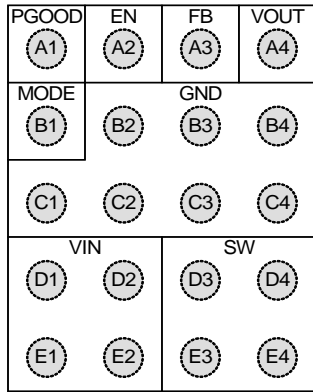 PGOOD EN FB VOUT
A1 A2 A3 A4
MODE GND
B1 B2 B3 B4
C1 C2 C3 C4
VIN SW
D1 D2 D3 D4
E1 E2 E3 E4